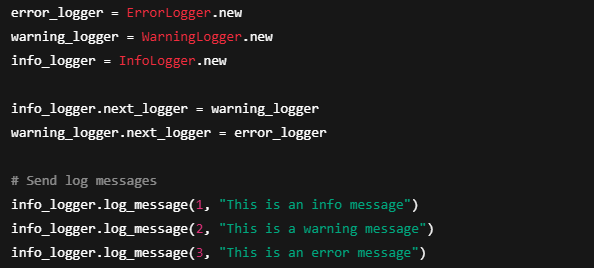 error_logger = ErrorLogger.new
warning_logger = WarningLogger.new
info_logger = InfoLogger.new
info_logger.next_logger = warning_logger
warning_logger.next_logger = error_logger
# Send log messages
info_logger.log_message(1, "This is an info message")
info_logger.log_message(2, "This is a warning message")
info_logger.log_message(3, "This is an error message")